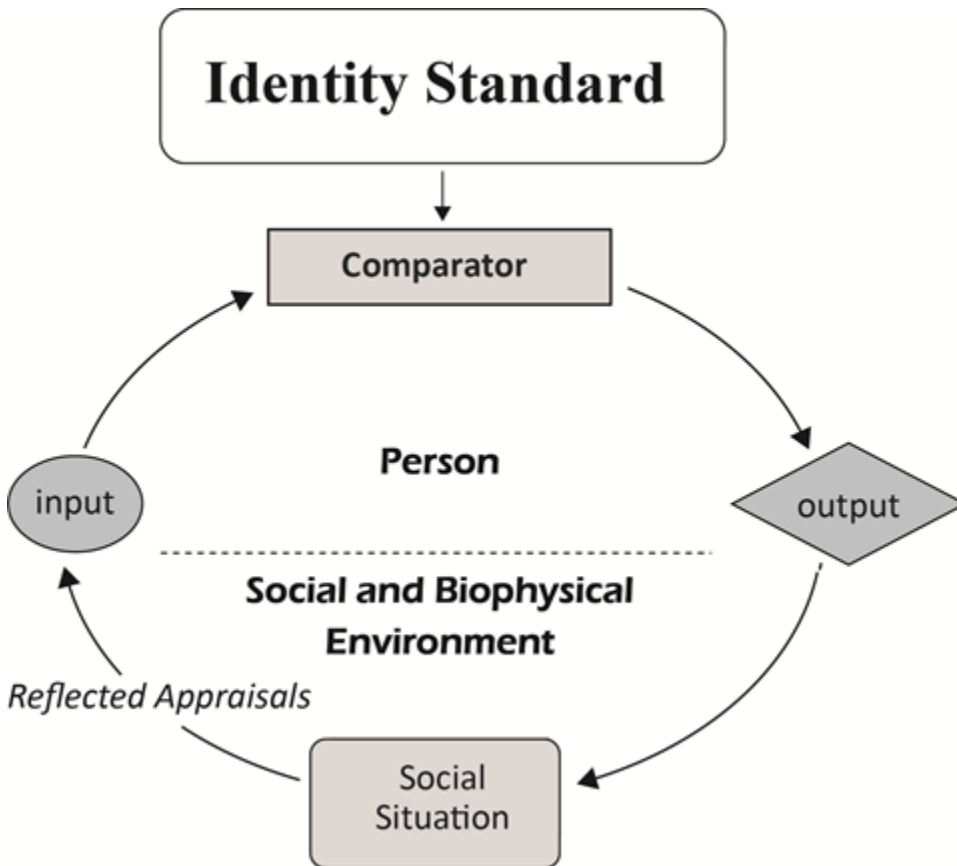 Identity Standard
Comparator
Person
input
output
Social and Biophysical
Environment
Reflected Appraisals
Social
Situation